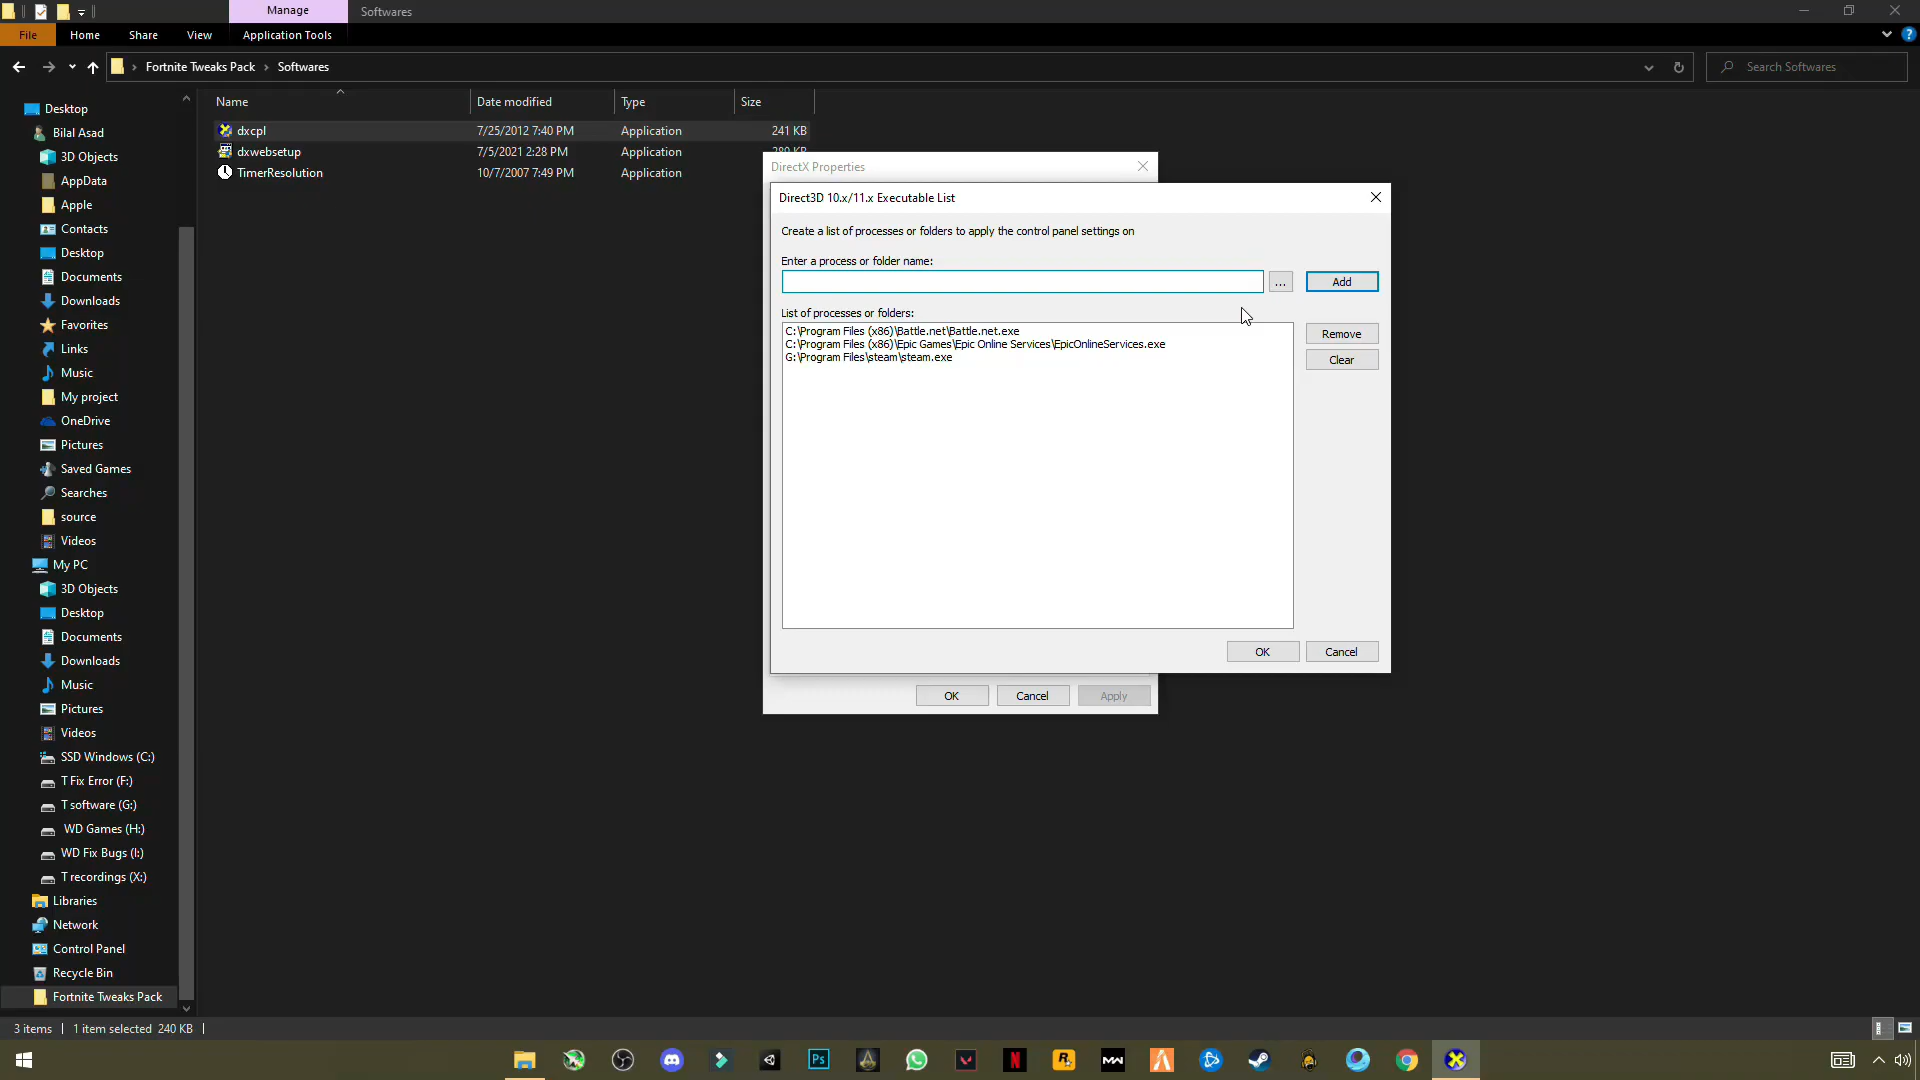 Manage
Softwares
File
Home
Share
View
Application Tools
Fortnite Tweaks Pack
Softwares
Search Softwares
Name
Date modified
Type
Size
dxcpl
7/25/2012 7:40 PM
Application
241 KB
dxwebsetup
7/5/2021 2:28 PM
Application
TimerResolution
10/7/2007 7:49 PM
Application
Desktop
Bilal Asad
3D Objects
AppData
Apple
Contacts
Desktop
Documents
Downloads
Favorites
Links
Music
My project
OneDrive
Pictures
Saved Games
Searches
source
Videos
My PC
3D Objects
Desktop
Documents
Downloads
Music
Pictures
Videos
SSD Windows (C:)
T Fix Error (F:)
T software (G:)
WD Games (H:)
WD Fix Bugs (I:)
T recordings (X:)
Libraries
Network
Control Panel
Recycle Bin
Fortnite Tweaks Pack
DirectX Properties
Direct3D 10.x/11.x Executable List
Create a list of processes or folders to apply the control panel settings on
Enter a process or folder name:
...
Add
List of processes or folders:
C:\Program Files (x86)\Battle.net\Battle.net.exe
C:\Program Files (x86)\Epic Games\Epic Online Services\EpicOnlineServices.exe
G:\Program Files\steam\steam.exe
Remove
Clear
OK
Cancel
OK
Cancel
Apply
3 items
1 item selected 240 KB
Ps